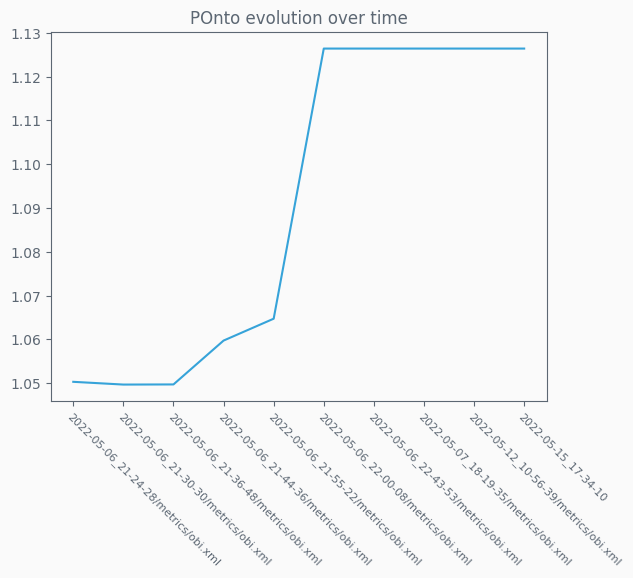 POnto evolution over time
1.13
1.12
1.11
1.10
1.09
1.08
1.07
1.06
1.05
2022-05-06_21-24-28/metrics/obi.xml
2022-05-06_21-30-30/metrics/obi.xml
2022-05-06_21-36-48/metrics/obi.xml
2022-05-06_21-44-36/metrics/obi.xml
2022-05-06_21-55-22/metrics/obi.xml
2022-05-06_22-00-08/metrics/obi.xml
2022-05-06_22-43-53/metrics/obi.xml
2022-05-07_18-19-35/metrics/obi.xml
2022-05-12_10-56-39/metrics/obi.xml
2022-05-15_17-34-10